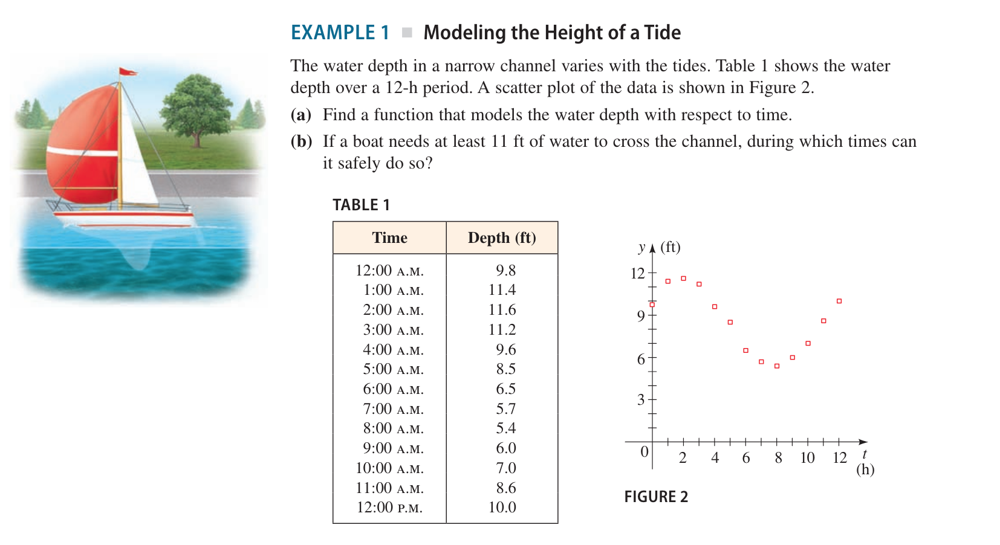 EXAMPLE 1 ■ Modeling the Height of a Tide
The water depth in a narrow channel varies with the tides. Table 1 shows the water
depth over a 12-h period. A scatter plot of the data is shown in Figure 2.
(a) Find a function that models the water depth with respect to time.
(b) If a boat needs at least 11 ft of water to cross the channel, during which times can
it safely do so?
TABLE 1
Time Depth (ft)
12:00 A.M. 9.8
1:00 A.M. 11.4
2:00 A.M. 11.6
3:00 A.M. 11.2
4:00 A.M. 9.6
5:00 A.M. 8.5
6:00 A.M. 6.5
7:00 A.M. 5.7
8:00 A.M. 5.4
9:00 A.M. 6.0
10:00 A.M. 7.0
11:00 A.M. 8.6
12:00 P.M. 10.0
y (ft)
12
9
6
3
0 2 4 6 8 10 12 t
(h)
FIGURE 2